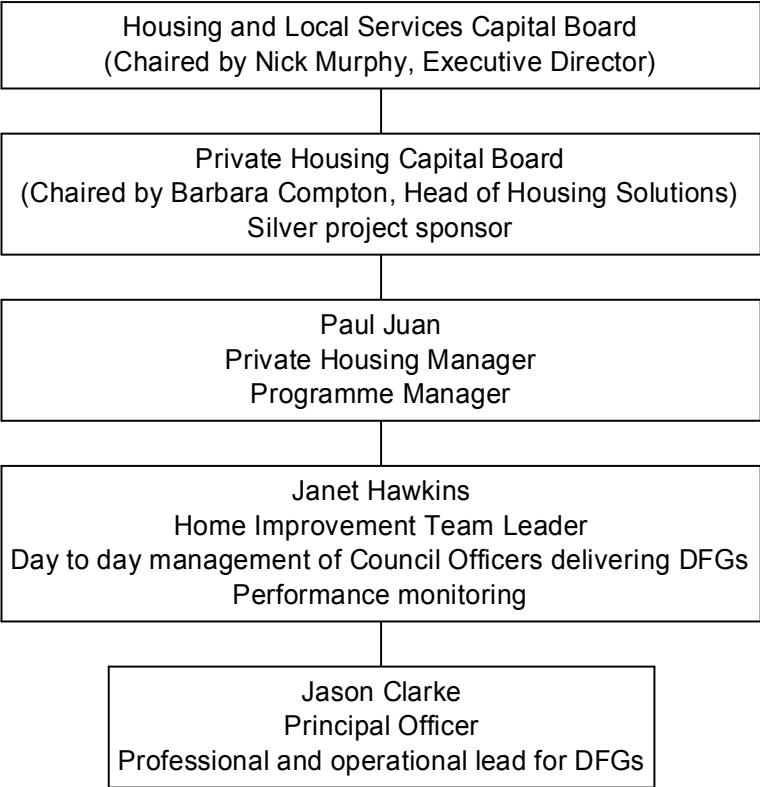 Housing and Local Services Capital Board
(Chaired by Nick Murphy, Executive Director)
Private Housing Capital Board
(Chaired by Barbara Compton, Head of Housing Solutions)
Silver project sponsor
Paul Juan
Private Housing Manager
Programme Manager
Janet Hawkins
Home Improvement Team Leader
Day to day management of Council Officers delivering DFGs
Performance monitoring
Jason Clarke
Principal Officer
Professional and operational lead for DFGs